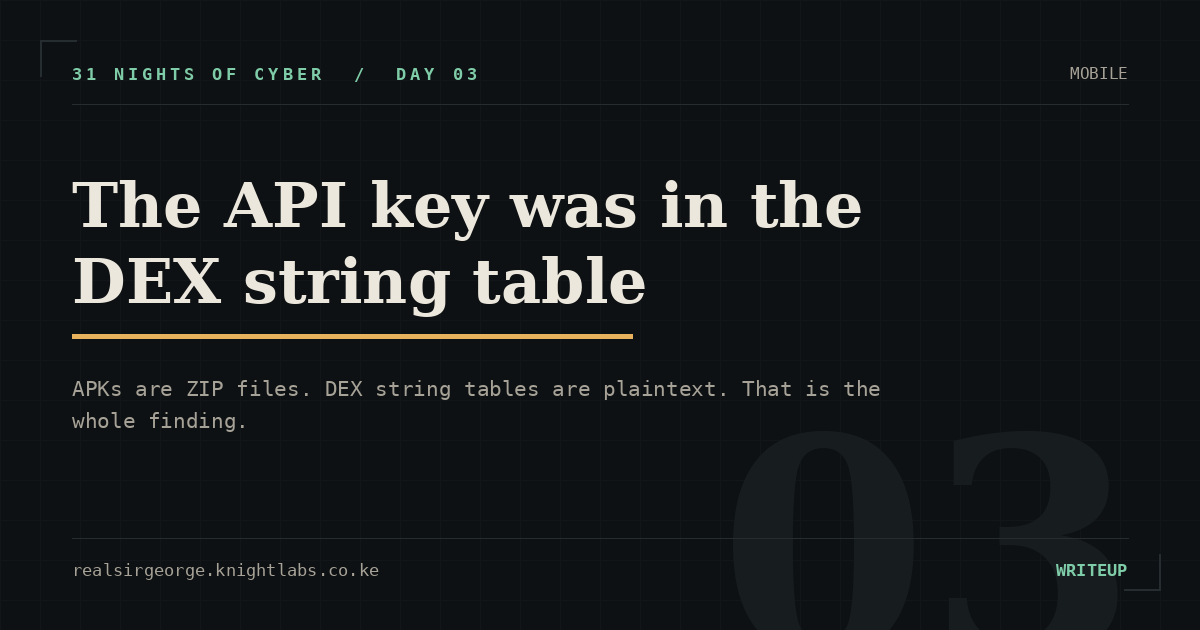 31 NIGHTS OF CYBER / DAY 03
MOBILE
The API key was in the
DEX string table
APKs are ZIP files. DEX string tables are plaintext. That is the
whole finding.
03
realsirgeorge.knightlabs.co.ke
WRITEUP